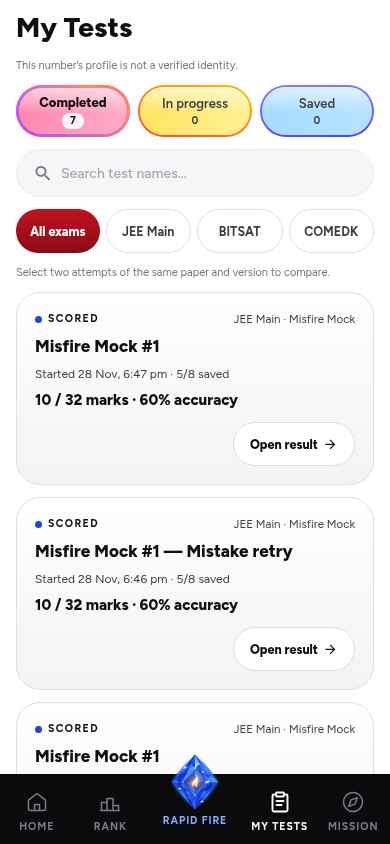 My Tests
This number's profile is not a verified identity.
Completed
7
In progress
0
Saved
0
Search test names...
All exams
JEE Main
BITSAT
COMEDK
Select two attempts of the same paper and version to compare.
SCORED
JEE Main · Misfire Mock
Misfire Mock #1
Started 28 Nov, 6:47 pm · 5/8 saved
10 / 32 marks · 60% accuracy
Open result →
SCORED
JEE Main · Misfire Mock
Misfire Mock #1 — Mistake retry
Started 28 Nov, 6:46 pm · 5/8 saved
10 / 32 marks · 60% accuracy
Open result →
SCORED
JEE Main · Misfire Mock
Misfire Mock #1
HOME
RANK
RAPID FIRE
MY TESTS
MISSION